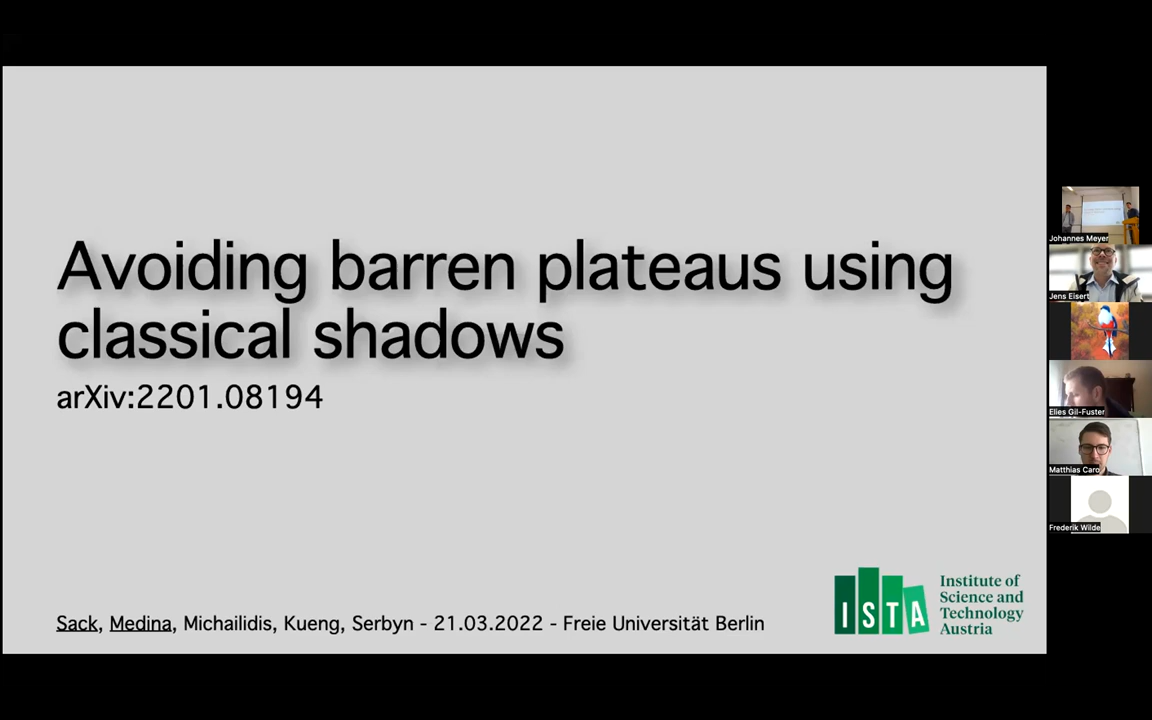 Avoiding barren plateaus using
classical shadows
arXiv:2201.08194
Sack, Medina, Michailidis, Kueng, Serbyn - 21.03.2022 - Freie Universität Berlin
ISTA
Institute of
Science and
Technology
Austria
Johannes Meyer
Jens Eisert
Elies Gil-Fuster
Matthias Caro
Frederik Wilde